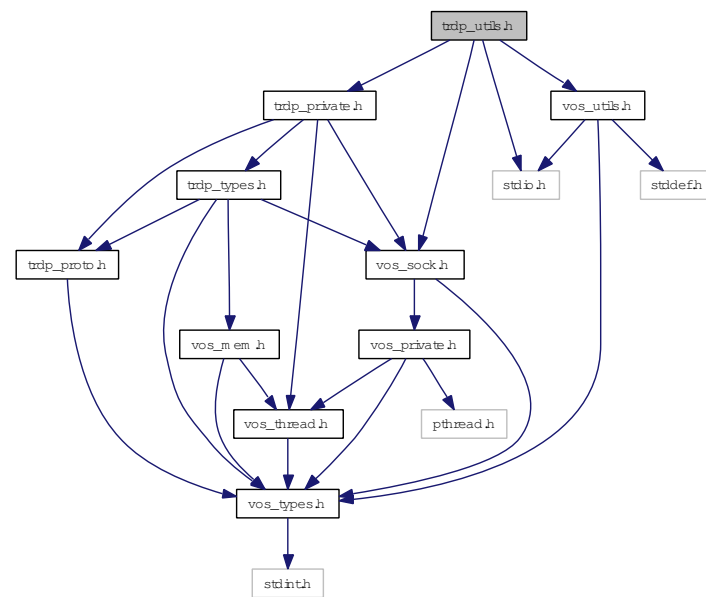 trdp_utils.h
trdp_private.h
vos_utils.h
trdp_types.h
stdio.h
stddef.h
trdp_proto.h
vos_sock.h
vos_mem.h
vos_private.h
vos_thread.h
pthread.h
vos_types.h
stdint.h